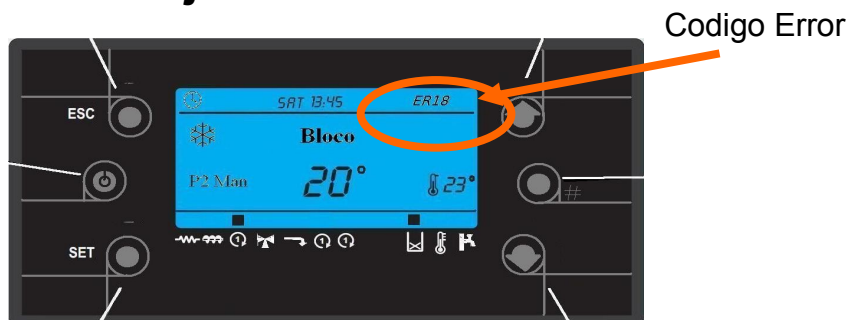 Codigo Error
SAT 13:45 ER18
ESC
Bloco
P2 Man 20° 23°
#
SET